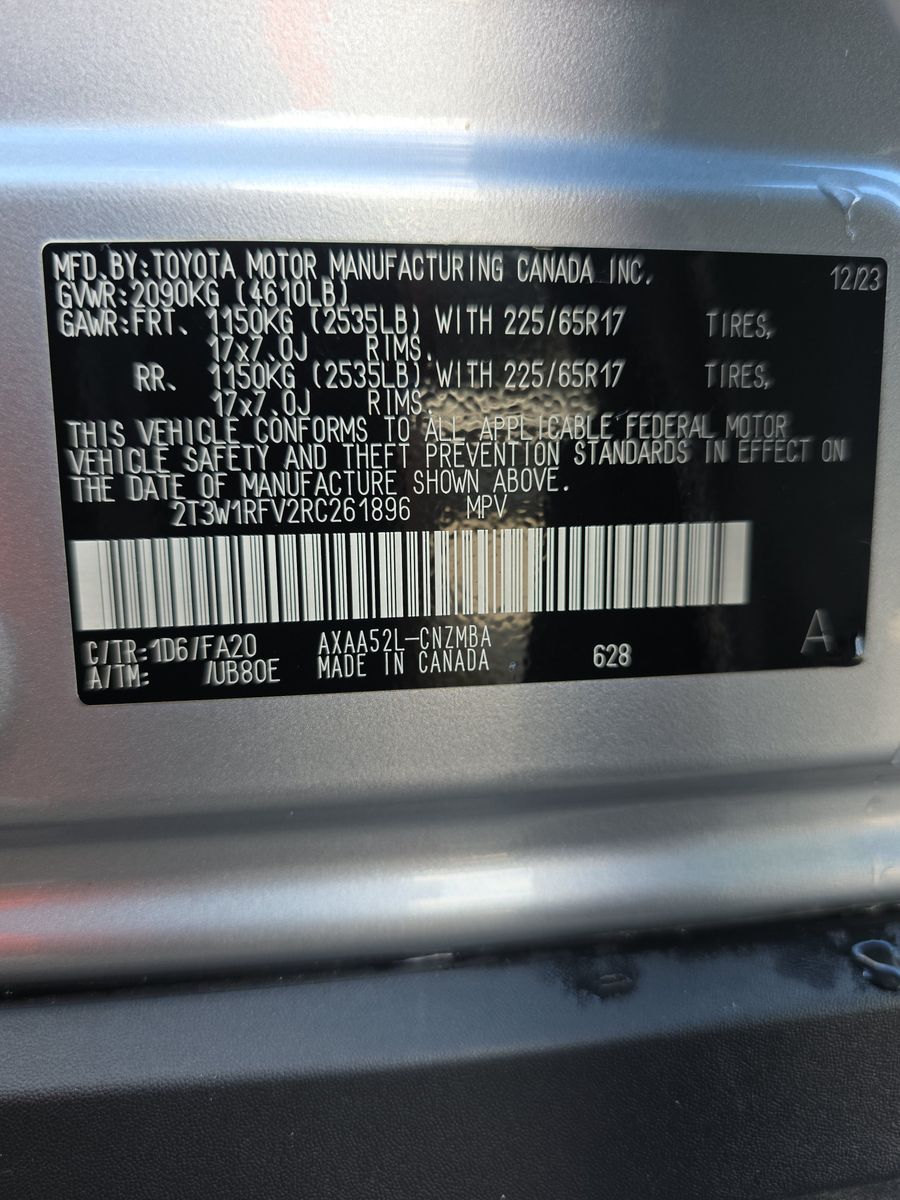 MFD.BY:TOYOTA MOTOR MANUFACTURING CANADA INC. 12/23
GVWR:2090KG (4610LB)
GAWR:FRT. 1150KG (2535LB) WITH 225/65R17 TIRES,
17x7.0J RIMS.
RR. 1150KG (2535LB) WITH 225/65R17 TIRES,
17x7.0J RIMS.
THIS VEHICLE CONFORMS TO ALL APPLICABLE FEDERAL MOTOR
VEHICLE SAFETY AND THEFT PREVENTION STANDARDS IN EFFECT ON
THE DATE OF MANUFACTURE SHOWN ABOVE.
2T3W1RFV2RC261896 MPV
C/TR:1D6/FA20 AXAA52L-CNZMBA A
A/TM: /UB80E MADE IN CANADA 628